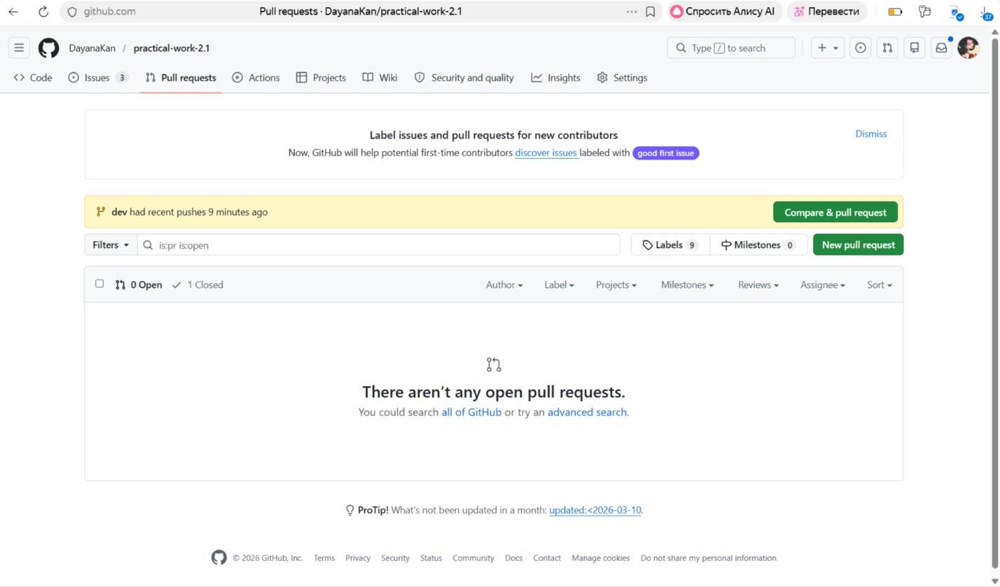 github.com
Pull requests · DayanaKan/practical-work-2.1
Спросить Алису AI
Перевести
37
DayanaKan / practical-work-2.1
Type / to search
Code
Issues 3
Pull requests
Actions
Projects
Wiki
Security and quality
Insights
Settings
Label issues and pull requests for new contributors
Dismiss
Now, GitHub will help potential first-time contributors discover issues labeled with good first issue
dev had recent pushes 9 minutes ago
Compare & pull request
Filters
is:pr is:open
Labels 9
Milestones 0
New pull request
0 Open
1 Closed
Author
Label
Projects
Milestones
Reviews
Assignee
Sort
There aren’t any open pull requests.
You could search all of GitHub or try an advanced search.
ProTip! What's not been updated in a month: updated:<2026-03-10.
© 2026 GitHub, Inc.
Terms
Privacy
Security
Status
Community
Docs
Contact
Manage cookies
Do not share my personal information